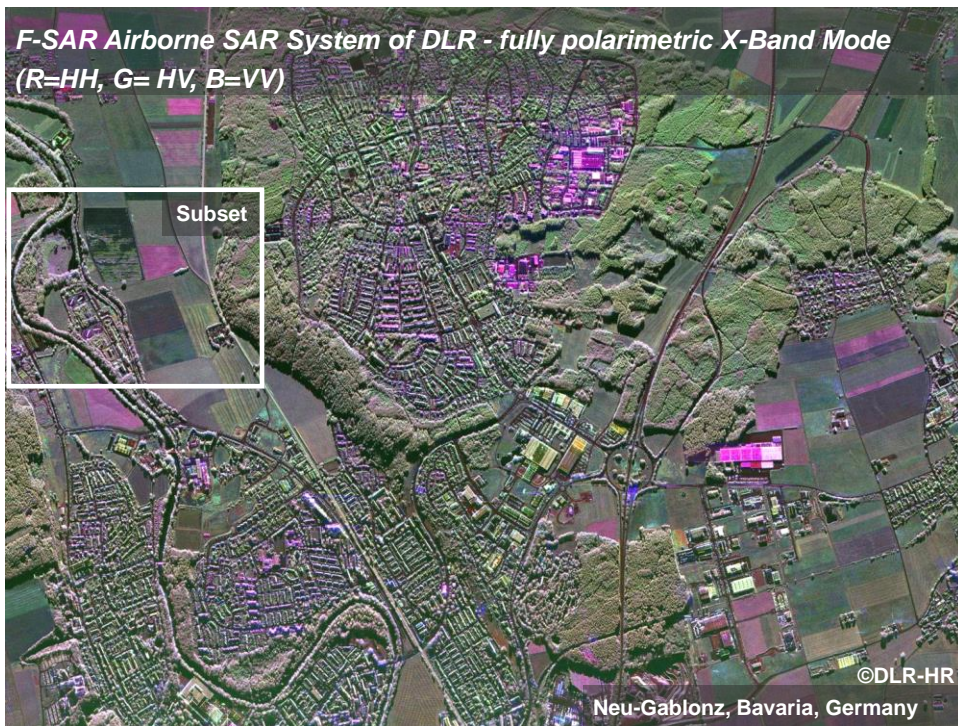 F-SAR Airborne SAR System of DLR - fully polarimetric X-Band Mode
(R=HH, G= HV, B=VV)
Subset
©DLR-HR
Neu-Gablonz, Bavaria, Germany